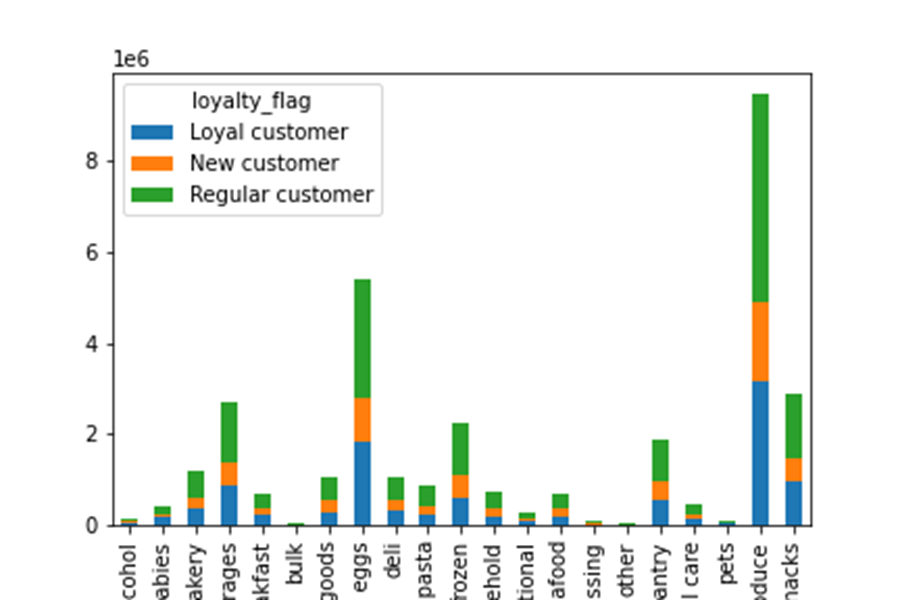 1e6
loyalty_flag
Loyal customer
New customer
Regular customer
8
6
4
2
0
cohol
abies
akery
rages
kfast
bulk
goods
eggs
deli
pasta
rozen
ehold
tional
afood
ssing
other
antry
l care
pets
oduce
nacks